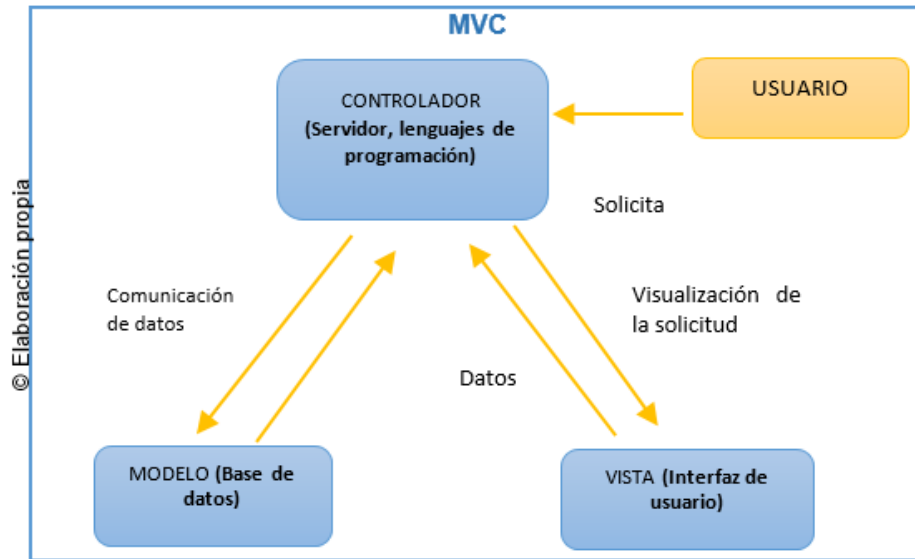 MVC
CONTROLADOR
(Servidor, lenguajes de
programación)
USUARIO
Solicita
Comunicación
de datos
Visualización de
la solicitud
Datos
MODELO (Base de
datos)
VISTA (Interfaz de
usuario)
© Elaboración propia